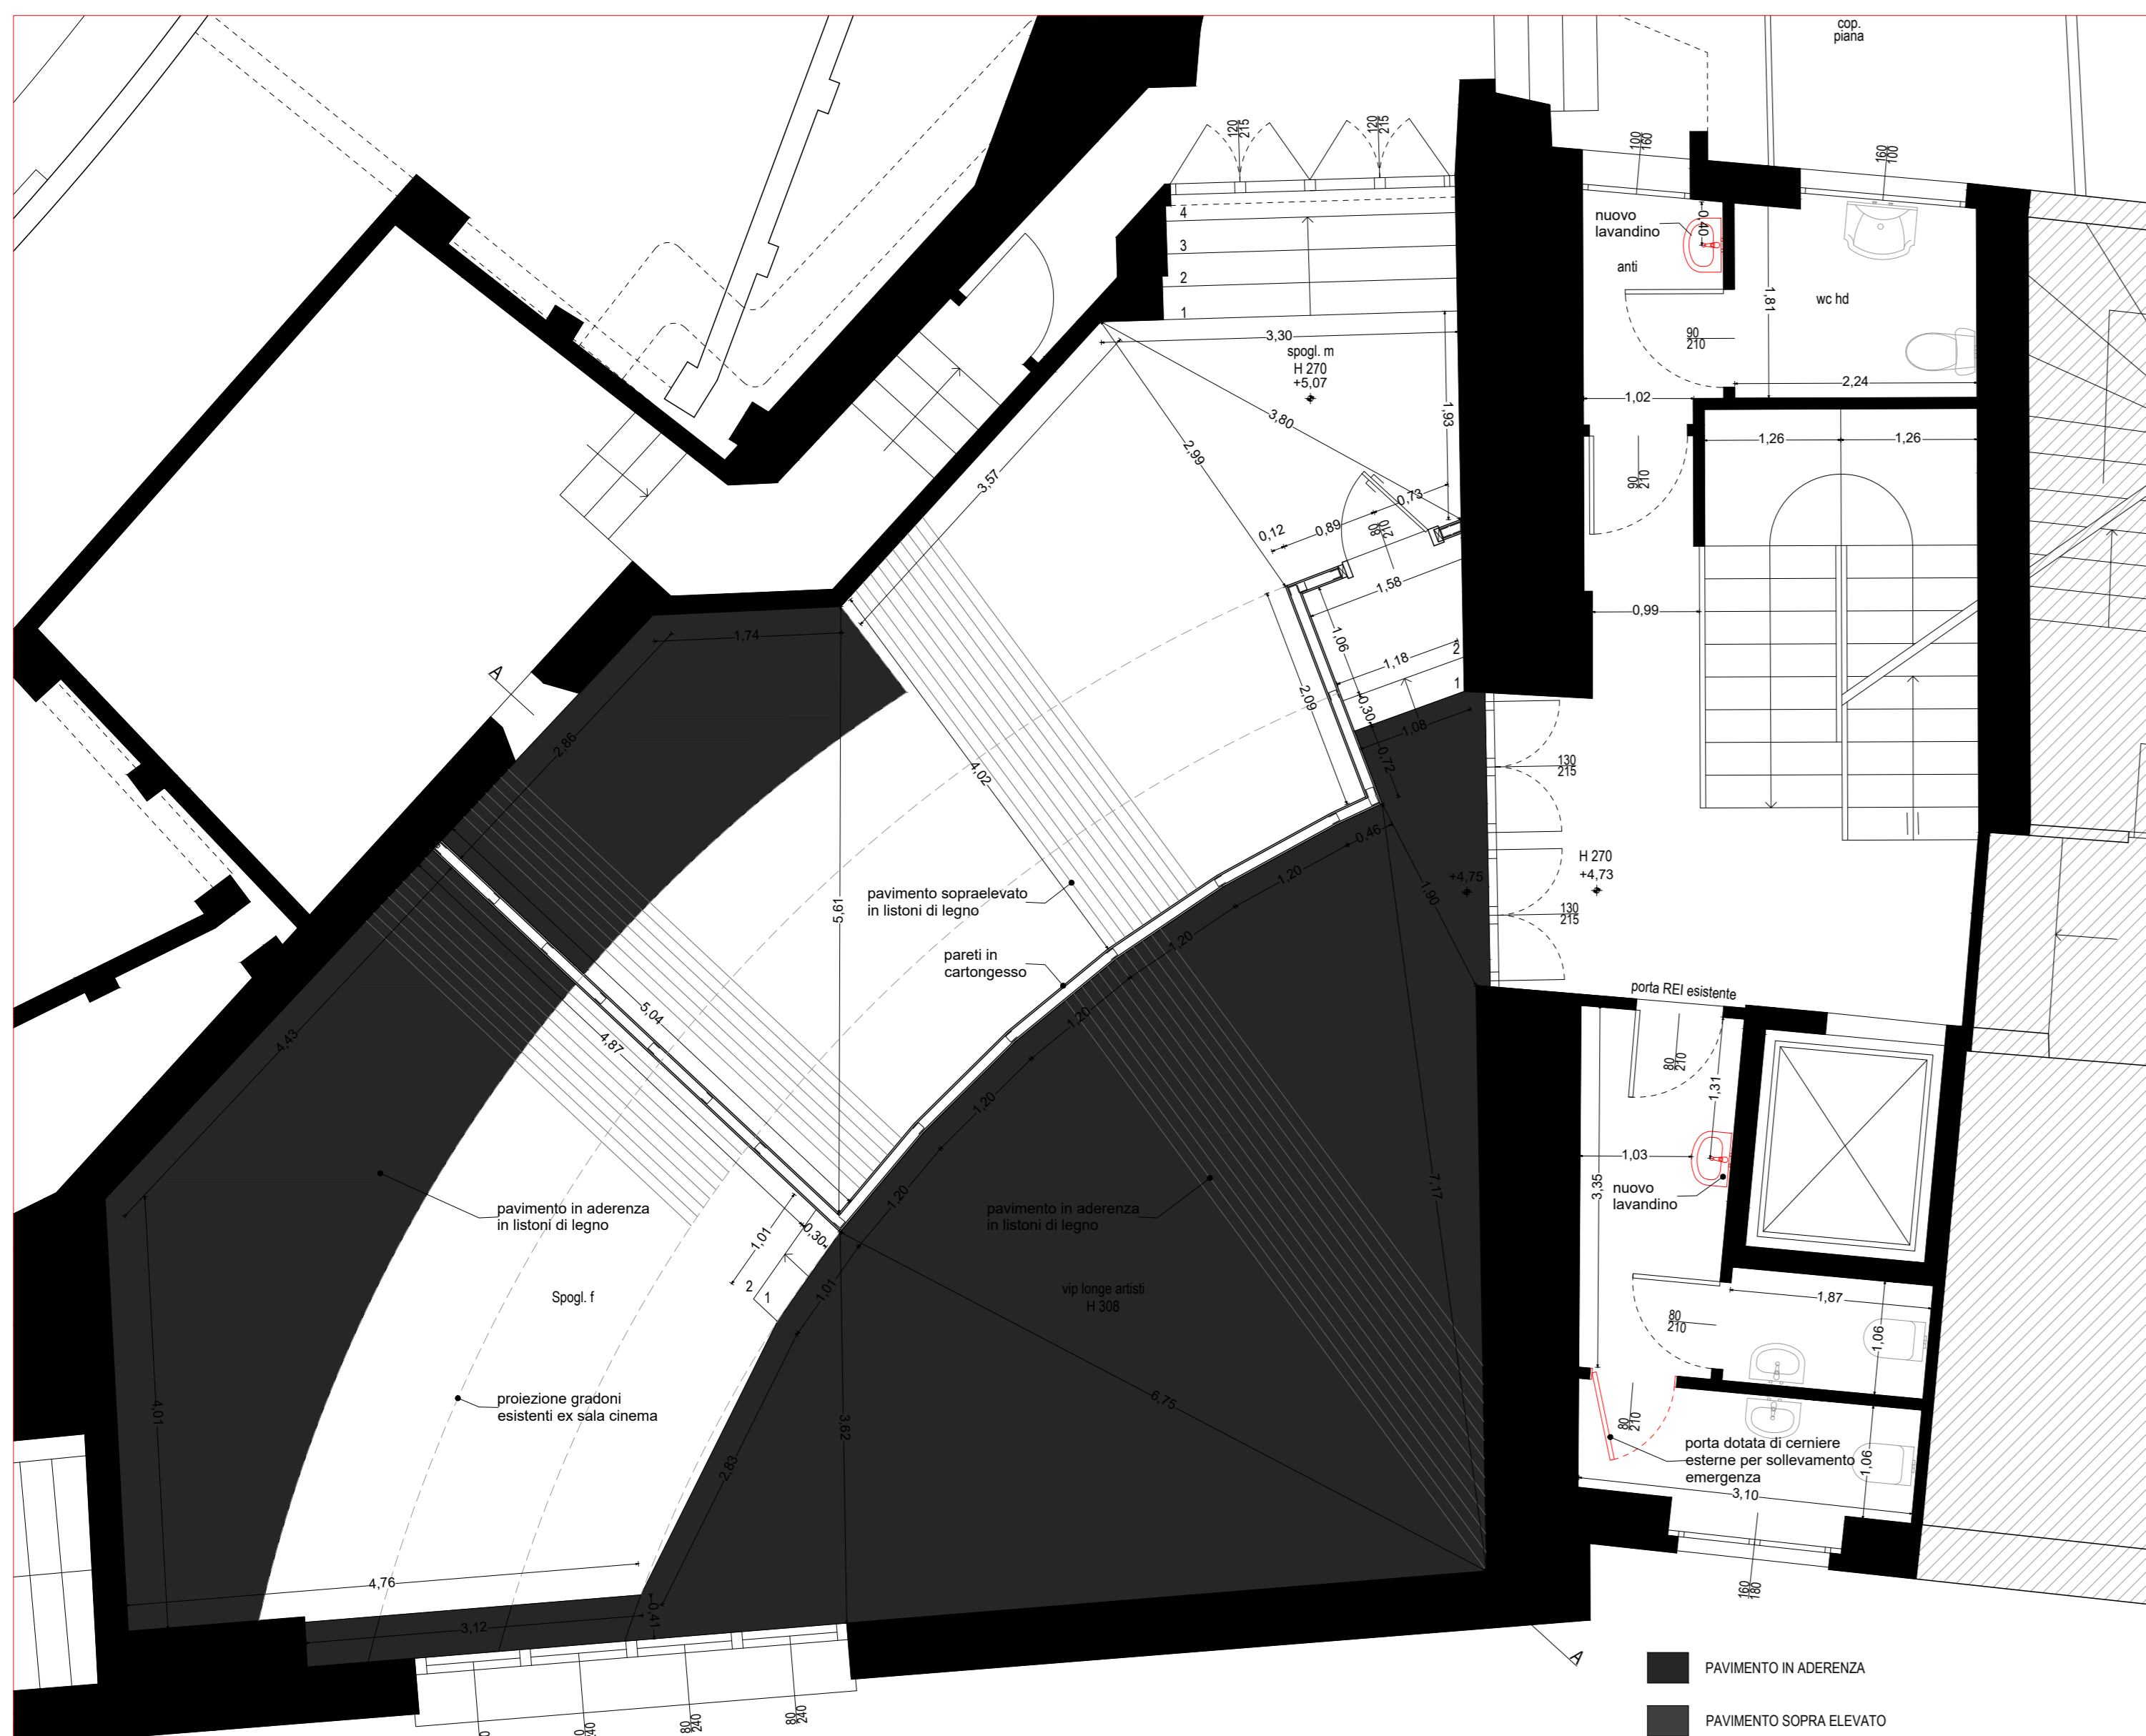 cop.
piana
120
215
120
215
100
160
160
100
4
3
2
1
nuovo
lavandino
0,40
anti
wc hd
1,81
90
210
2,24
3,30
spogl. m
H 270
+5,07
1,93
3,80
2,99
3,57
1,02
1,26
1,26
90
210
0,73
0,89
0,12
80
210
1,58
0,99
1,74
1,06
1,18
2
1
2,09
0,30
1,08
0,72
A
2,86
4,02
130
215
0,46
H 270
+4,73
+4,75
1,20
1,90
130
215
pavimento sopraelevato
in listoni di legno
5,61
1,20
pareti in
cartongesso
porta REI esistente
5,04
4,87
4,43
1,20
80
210
1,31
1,20
1,03
3,35
nuovo
lavandino
7,17
1,20
pavimento in aderenza
in listoni di legno
pavimento in aderenza
in listoni di legno
0,30
1,01
2
1
1,01
Spogl. f
vip longe artisti
H 308
1,87
80
210
1,06
4,01
proiezione gradoni
esistenti ex sala cinema
3,62
6,75
80
210
porta dotata di cerniere
esterne per sollevamento
emergenza
1,06
2,83
3,10
4,76
0,41
3,12
160
180
A
80
240
80
240
PAVIMENTO IN ADERENZA
PAVIMENTO SOPRA ELEVATO